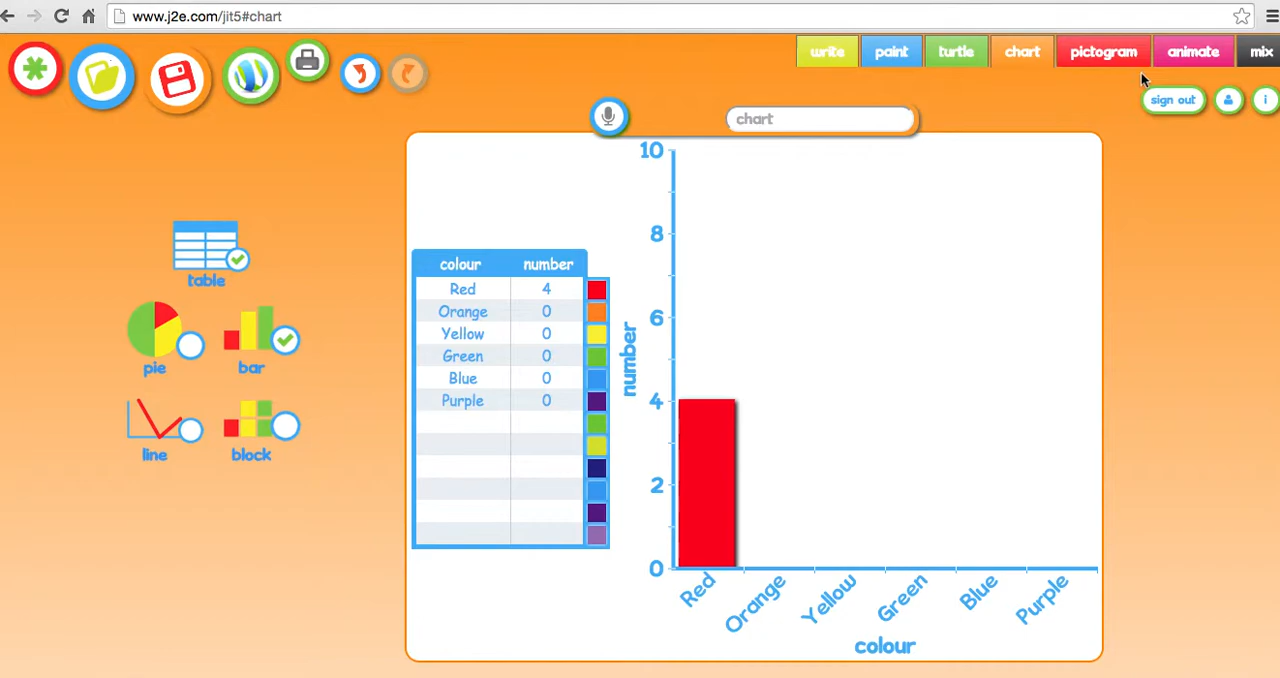 www.j2e.com/jit5#chart
write paint turtle chart pictogram animate mix
sign out i
chart
table
pie bar
line block
colour number
Red 4
Orange 0
Yellow 0
Green 0
Blue 0
Purple 0
10
8
6
4
2
0
number
Red Orange Yellow Green Blue Purple
colour